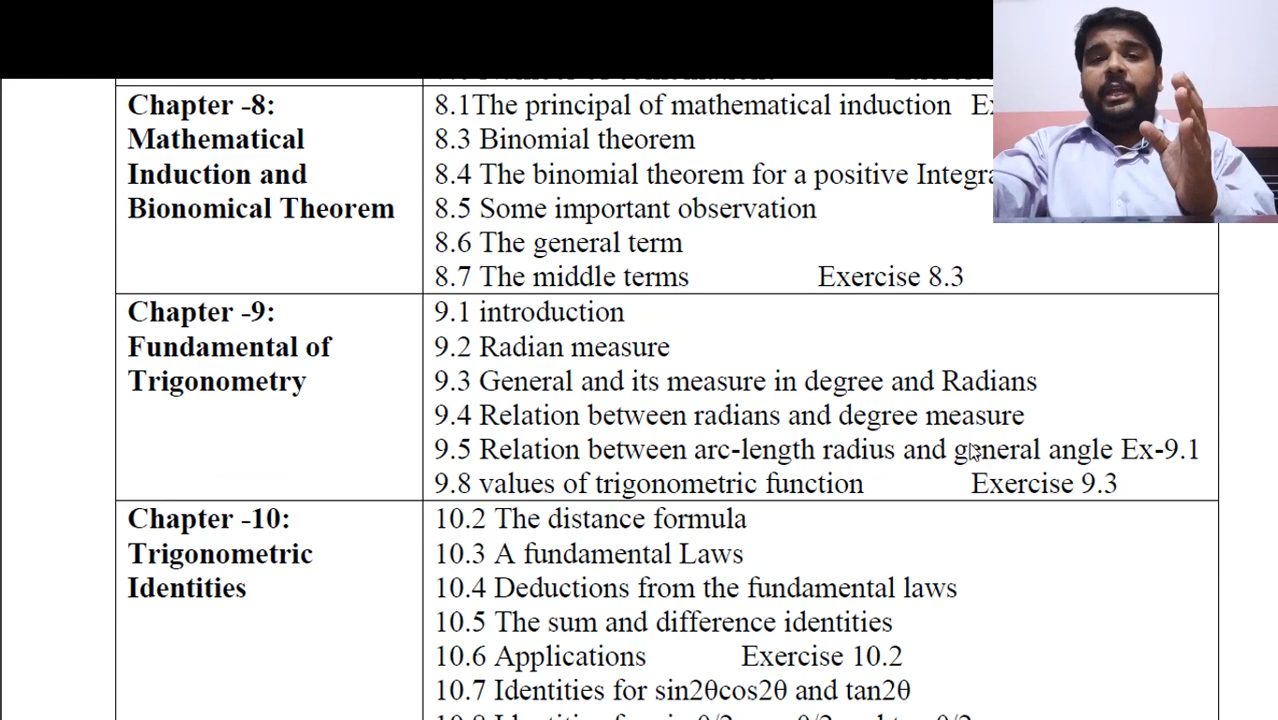 Chapter -8:
Mathematical
Induction and
Bionomical Theorem
8.1The principal of mathematical induction
8.3 Binomial theorem
8.4 The binomial theorem for a positive
8.5 Some important observation
8.6 The general term
8.7 The middle terms Exercise 8.3
Chapter -9:
Fundamental of
Trigonometry
9.1 introduction
9.2 Radian measure
9.3 General and its measure in degree and Radians
9.4 Relation between radians and degree measure
9.5 Relation between arc-length radius and general angle Ex-9.1
9.8 values of trigonometric function Exercise 9.3
Chapter -10:
Trigonometric
Identities
10.2 The distance formula
10.3 A fundamental Laws
10.4 Deductions from the fundamental laws
10.5 The sum and difference identities
10.6 Applications Exercise 10.2
10.7 Identities for sin2θcos2θ and tan2θ